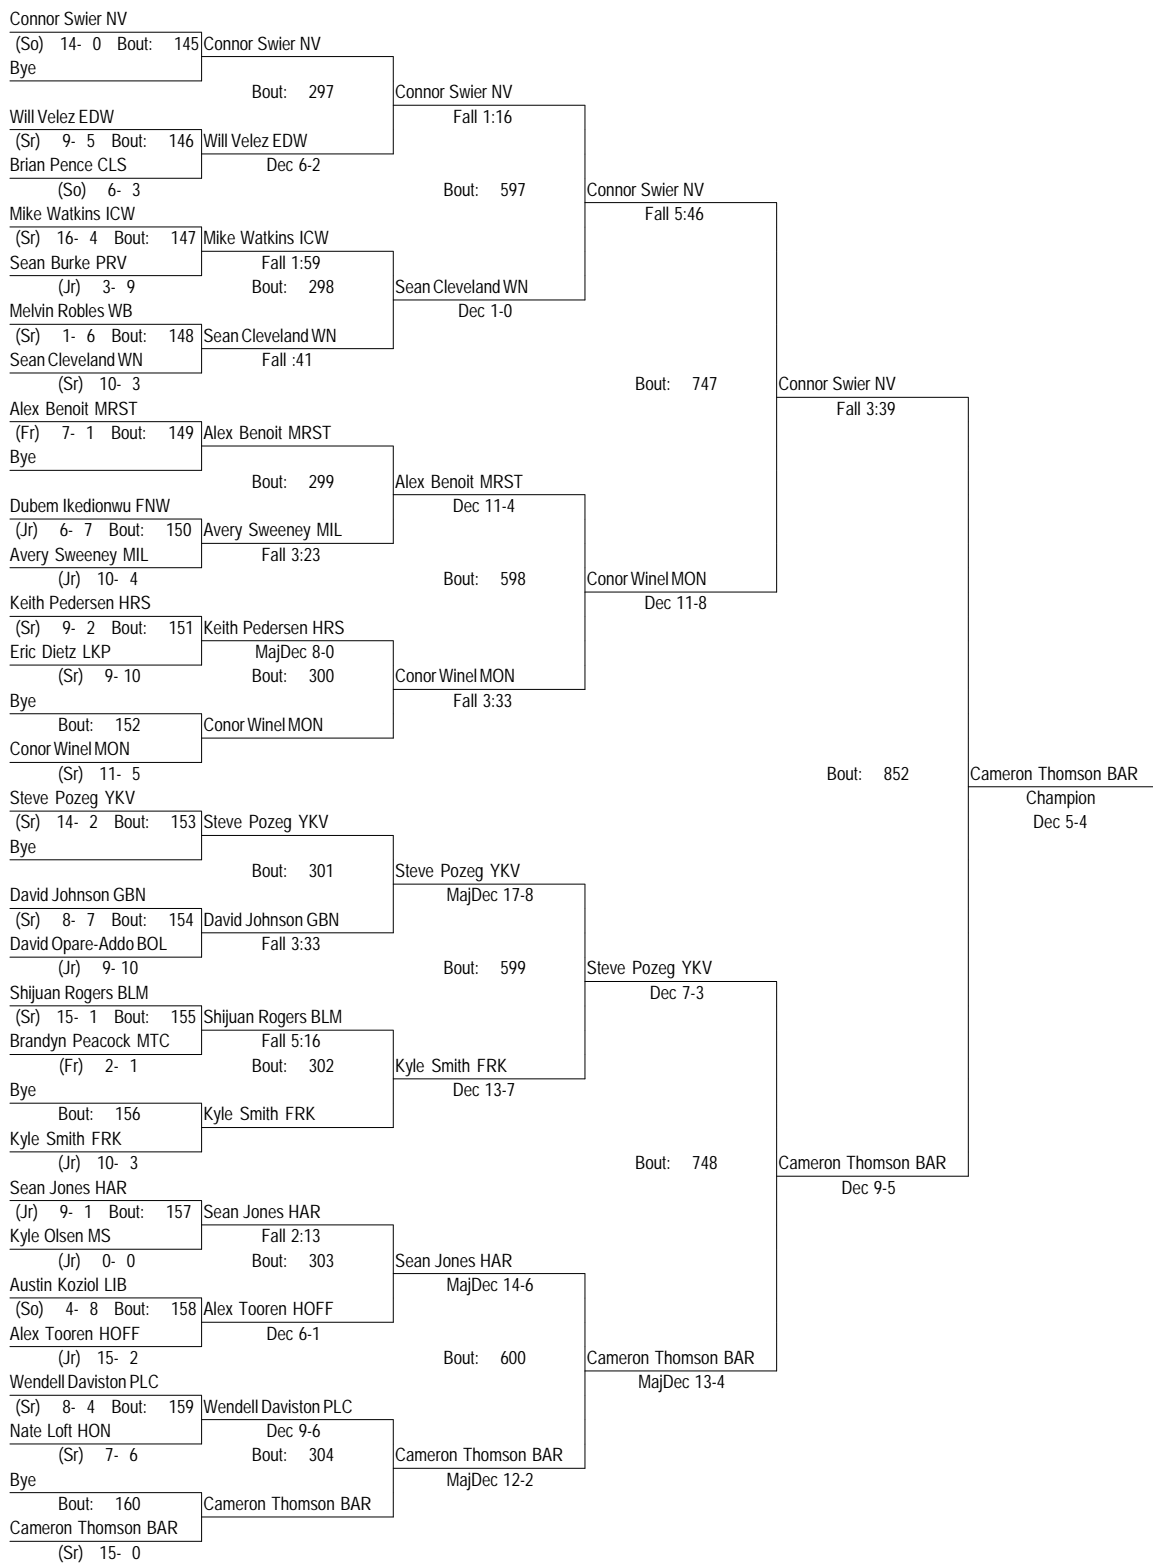 Connor Swier NV
(So) 14- 0 Bout: 145 Connor Swier NV
Bye
Bout: 297 Connor Swier NV
Will Velez EDW Fall 1:16
(Sr) 9- 5 Bout: 146 Will Velez EDW
Brian Pence CLS Dec 6-2
(So) 6- 3 Bout: 597 Connor Swier NV
Mike Watkins ICW Fall 5:46
(Sr) 16- 4 Bout: 147 Mike Watkins ICW
Sean Burke PRV Fall 1:59
(Jr) 3- 9 Bout: 298 Sean Cleveland WN
Melvin Robles WB Dec 1-0
(Sr) 1- 6 Bout: 148 Sean Cleveland WN
Sean Cleveland WN Fall :41
(Sr) 10- 3 Bout: 747 Connor Swier NV
Alex Benoit MRST Fall 3:39
(Fr) 7- 1 Bout: 149 Alex Benoit MRST
Bye
Bout: 299 Alex Benoit MRST
Dubem Ikedionwu FNW Dec 11-4
(Jr) 6- 7 Bout: 150 Avery Sweeney MIL
Avery Sweeney MIL Fall 3:23
(Jr) 10- 4 Bout: 598 Conor Winel MON
Keith Pedersen HRS Dec 11-8
(Sr) 9- 2 Bout: 151 Keith Pedersen HRS
Eric Dietz LKP MajDec 8-0
(Sr) 9- 10 Bout: 300 Conor Winel MON
Bye Fall 3:33
Bout: 152 Conor Winel MON
Conor Winel MON
(Sr) 11- 5 Bout: 852 Cameron Thomson BAR
Steve Pozeg YKV Champion
(Sr) 14- 2 Bout: 153 Steve Pozeg YKV Dec 5-4
Bye
Bout: 301 Steve Pozeg YKV
David Johnson GBN MajDec 17-8
(Sr) 8- 7 Bout: 154 David Johnson GBN
David Opare-Addo BOL Fall 3:33
(Jr) 9- 10 Bout: 599 Steve Pozeg YKV
Shijuan Rogers BLM Dec 7-3
(Sr) 15- 1 Bout: 155 Shijuan Rogers BLM
Brandyn Peacock MTC Fall 5:16
(Fr) 2- 1 Bout: 302 Kyle Smith FRK
Bye Dec 13-7
Bout: 156 Kyle Smith FRK
Kyle Smith FRK
(Jr) 10- 3 Bout: 748 Cameron Thomson BAR
Sean Jones HAR Dec 9-5
(Jr) 9- 1 Bout: 157 Sean Jones HAR
Kyle Olsen MS Fall 2:13
(Jr) 0- 0 Bout: 303 Sean Jones HAR
Austin Koziol LIB MajDec 14-6
(So) 4- 8 Bout: 158 Alex Tooren HOFF
Alex Tooren HOFF Dec 6-1
(Jr) 15- 2 Bout: 600 Cameron Thomson BAR
Wendell Daviston PLC MajDec 13-4
(Sr) 8- 4 Bout: 159 Wendell Daviston PLC
Nate Loft HON Dec 9-6
(Sr) 7- 6 Bout: 304 Cameron Thomson BAR
Bye MajDec 12-2
Bout: 160 Cameron Thomson BAR
Cameron Thomson BAR
(Sr) 15- 0